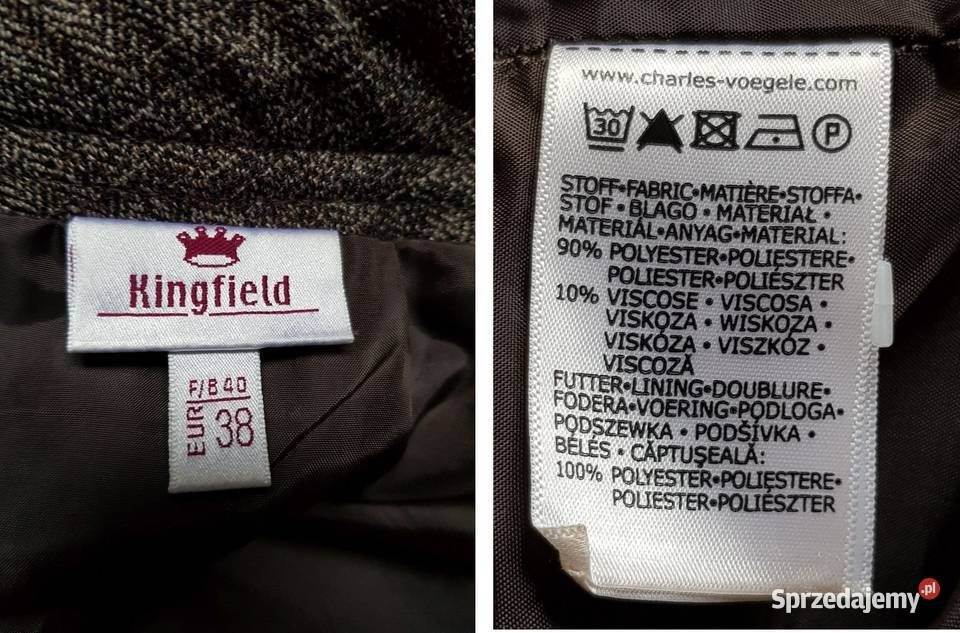 Kingfield
F/B 40
EUR 38
www.charles-voegele.com
30 P
STOFF•FABRIC•MATIÈRE•STOFFA•
STOF • BLAGO • MATERIAŁ •
MATERIÁL•ANYAG•MATERIAL:
90% POLYESTER•POLIESTERE•
POLIESTER•POLIÉSZTER
10% VISCOSE • VISCOSA •
VISKOZA • WISKOZA •
VISKÓZA • VISZKÓZ •
VISCOZĂ
FUTTER•LINING•DOUBLURE•
FODERA•VOERING•PODLOGA•
PODSZEWKA • PODŠÍVKA •
BÉLÉS • CĂPTUŞEALĂ:
100% POLYESTER•POLIESTERE•
POLIESTER•POLIÉSZTER
Sprzedajemy.pl